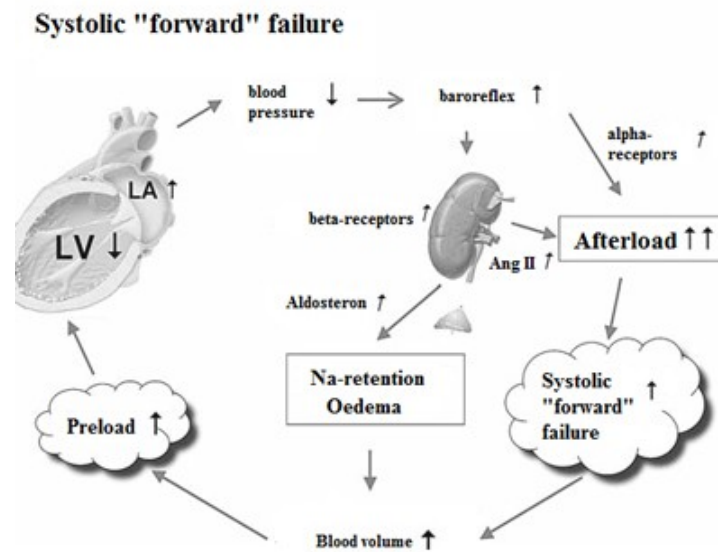 Systolic "forward" failure
blood
pressure ↓
baroreflex ↑
alpha-
receptors ↑
LA ↑
LV ↓
beta-receptors ↑
Ang II ↑
Afterload ↑↑
Aldosteron ↑
Na-retention
Oedema
Systolic ↑
"forward"
failure
Preload ↑
Blood volume ↑